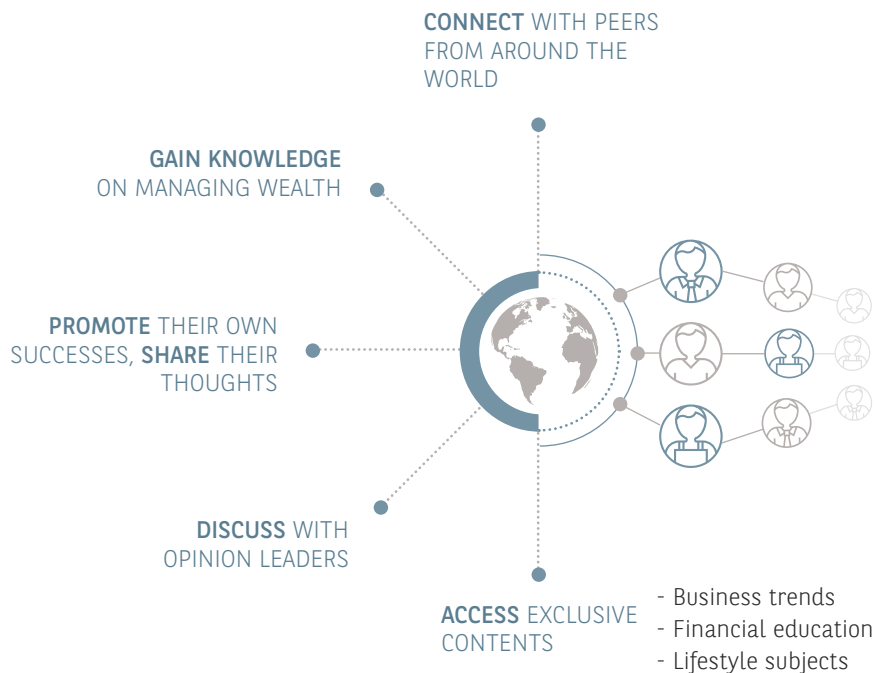 CONNECT WITH PEERS
FROM AROUND THE
WORLD
GAIN KNOWLEDGE
ON MANAGING WEALTH
PROMOTE THEIR OWN
SUCCESSES, SHARE THEIR
THOUGHTS
DISCUSS WITH
OPINION LEADERS
ACCESS EXCLUSIVE
CONTENTS
- Business trends
- Financial education
- Lifestyle subjects